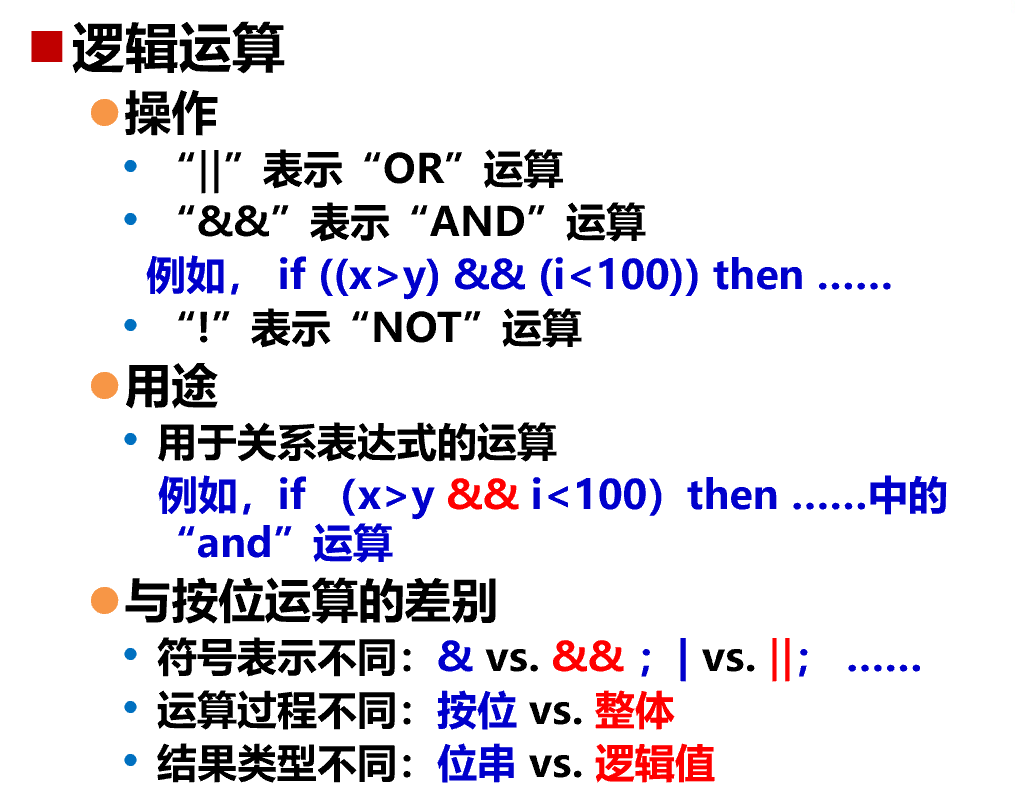 逻辑运算
操作
“||”表示“OR”运算
“&&”表示“AND”运算
例如， if ((x>y) && (i<100)) then ……
“!”表示“NOT”运算
用途
用于关系表达式的运算
例如，if （x>y && i<100）then ……中的
“and”运算
与按位运算的差别
符号表示不同：& vs. && ；| vs. ||； ……
运算过程不同：按位 vs. 整体
结果类型不同：位串 vs. 逻辑值